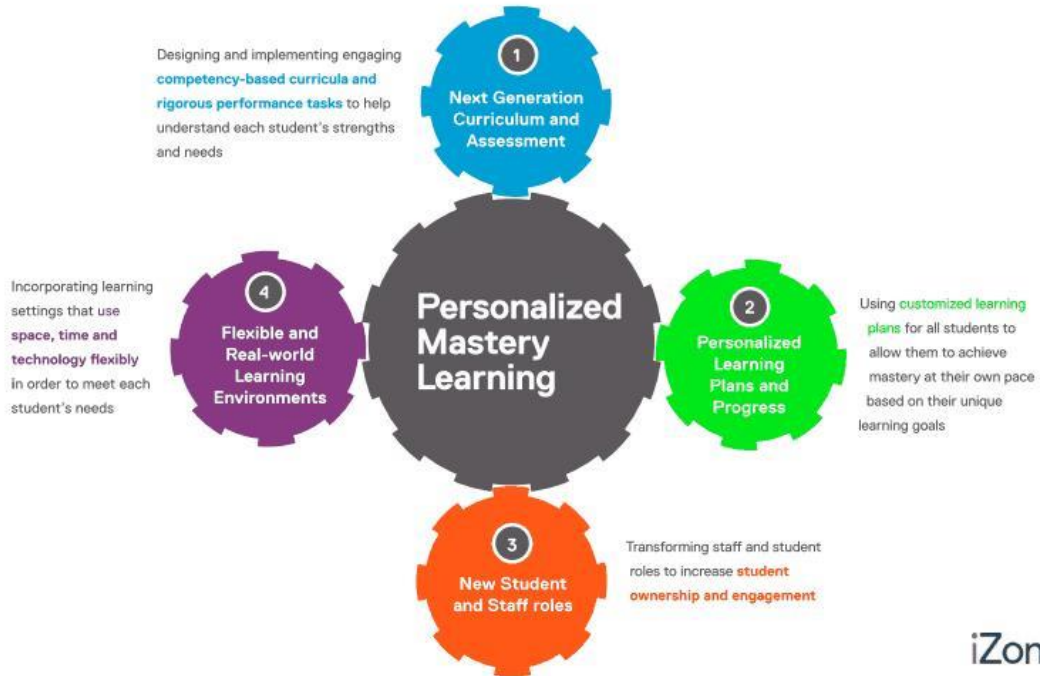 Designing and implementing engaging
competency-based curricula and
rigorous performance tasks to help
understand each student's strengths
and needs
1
Next Generation
Curriculum and
Assessment
Personalized
Mastery
Learning
2
Personalized
Learning
Plans and
Progress
Using customized learning
plans for all students to
allow them to achieve
mastery at their own pace
based on their unique
learning goals
3
New Student
and Staff roles
Transforming staff and student
roles to increase student
ownership and engagement
4
Flexible and
Real-world
Learning
Environments
Incorporating learning
settings that use
space, time and
technology flexibly
in order to meet each
student's needs
iZon